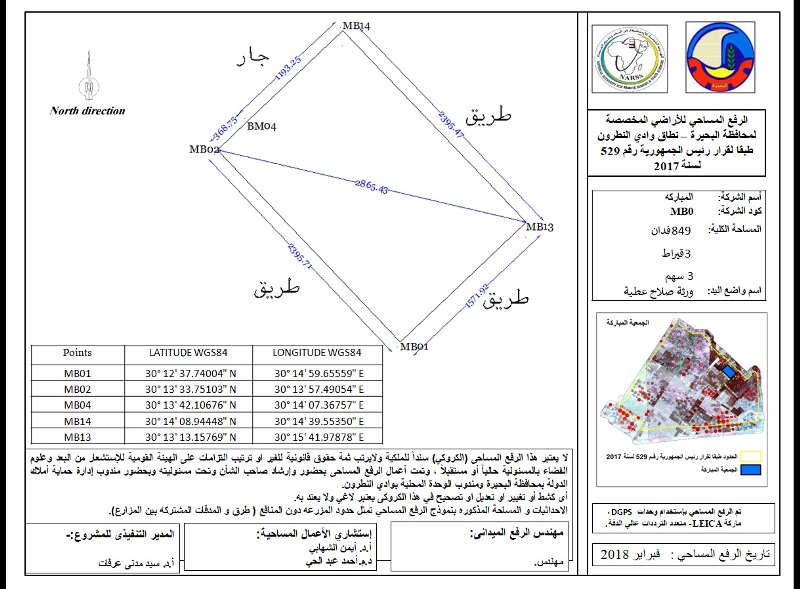 MB14
جار
1193.25
368.75
BM04
MB02
طريق
2395.47
2865.43
MB13
طريق
2395.71
طريق
1571.92
MB01
North direction
Points LATITUDE WGS84 LONGITUDE WGS84
MB01 30° 12' 37.74004" N 30° 14' 59.65559" E
MB02 30° 13' 33.75103" N 30° 13' 57.49054" E
MB04 30° 13' 42.10676" N 30° 14' 07.36757" E
MB14 30° 14' 08.94448" N 30° 14' 39.55350" E
MB13 30° 13' 13.15769" N 30° 15' 41.97878" E
لا يعتبر هذا الرفع المساحي (الكروكي) سنداً للملكية ولايرتب ثمة حقوق قانونية للغير او ترتيب التزامات على الهيئة القومية للإستشعار من البعد وعلوم
الفضاء بالمسئولية حالياً أو مستقبلاً ، وتمت أعمال الرفع المساحى بحضور وإرشاد صاحب الشأن وتحت مسئوليته وبحضور مندوب إدارة حماية أملاك
الدولة بمحافظة البحيرة ومندوب الوحدة المحلية بوادي النطرون.
أى كشط أو تغيير او تعديل او تصحيح في هذا الكروكى يعتبر لاغي ولا يعتد به.
الاحداثيات و المساحة المذكوره بنموذج الرفع المساحي تمثل حدود المزرعه دون المنافع ( طرق و المدقات المشتركه بين المزارع).
مهندس الرفع الميدانى:
مهندس.
إستشاري الأعمال المساحية:
أ.د. أيمن الشهابي
د.م.أحمد عبد الحي
المدير التنفيذى للمشروع:-
أ.د. سيد مدنى عرفات
NARSS
الرفع المساحي للأراضي المخصصة
لمحافظة البحيرة – نطاق وادي النطرون
طبقا لقرار رئيس الجمهورية رقم 529
لسنة 2017
أسم الشركة: المباركه
كود الشركة: MB0
المساحة الكلية: 849 فدان
3 قيراط
3 سهم
اسم واضع اليد: ورثة صلاح عطية
الجمعية المباركة
الحدود طبقا لقرار رئيس الجمهورية رقم 529 لسنة 2017
الجمعية المباركة
تم الرفع المساحي بإستخدام وحدات DGPS ،
ماركة LEICA- متعدد الترددات عالي الدقة.
تاريخ الرفع المساحي : فبراير 2018